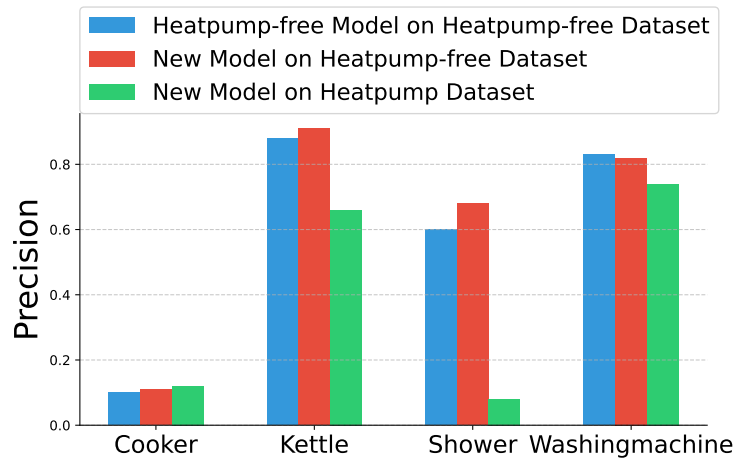 Heatpump-free Model on Heatpump-free Dataset
New Model on Heatpump-free Dataset
New Model on Heatpump Dataset
Precision
0.8
0.6
0.4
0.2
0.0
Cooker Kettle Shower Washingmachine